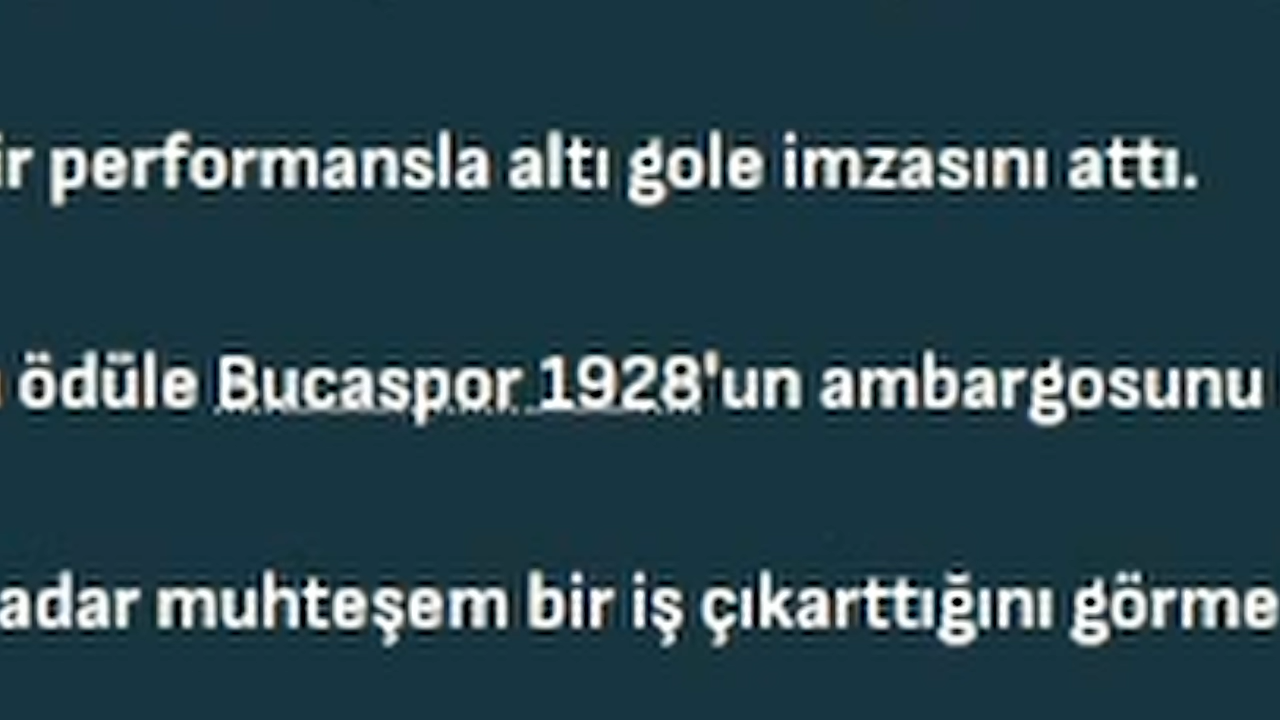 ir performansla altı gole imzasını attı.
ödüle Bucaspor 1928'un ambargosunu
adar muhteşem bir iş çıkarttığını görme